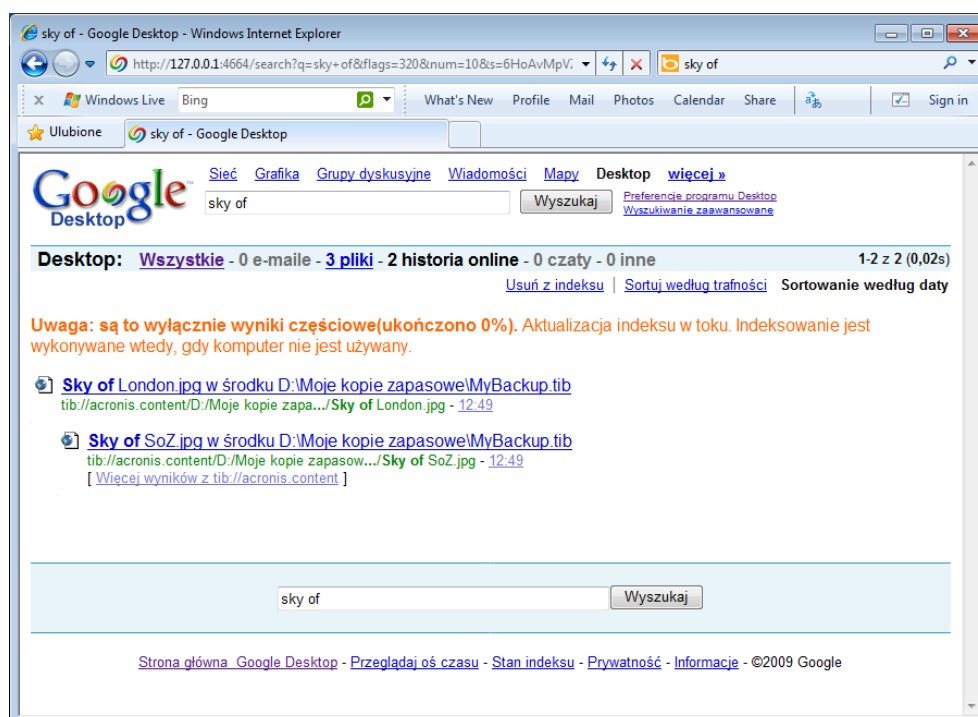 sky of - Google Desktop - Windows Internet Explorer
http://127.0.0.1:4664/search?q=sky+of&flags=320&num=10&s=6HoAvMpV. sky of
x Windows Live Bing What's New Profile Mail Photos Calendar Share Sign in
Ulubione sky of - Google Desktop
Google™ Desktop
Sieć Grafika Grupy dyskusyjne Wiadomości Mapy Desktop więcej »
sky of Wyszukaj Preferencje programu Desktop
Wyszukiwanie zaawansowane
Desktop: Wszystkie - 0 e-maile - 3 pliki - 2 historia online - 0 czaty - 0 inne 1-2 z 2 (0,02s)
Usuń z indeksu | Sortuj według trafności Sortowanie według daty
Uwaga: są to wyłącznie wyniki częściowe(ukończono 0%). Aktualizacja indeksu w toku. Indeksowanie jest
wykonywane wtedy, gdy komputer nie jest używany.
Sky of London.jpg w środku D:\Moje kopie zapasowe\MyBackup.tib
tib://acronis.content/D:/Moje kopie zapa.../Sky of London.jpg - 12:49
Sky of SoZ.jpg w środku D:\Moje kopie zapasowe\MyBackup.tib
tib://acronis.content/D:/Moje kopie zapasow.../Sky of SoZ.jpg - 12:49
[ Więcej wyników z tib://acronis.content ]
sky of Wyszukaj
Strona główna Google Desktop - Przeglądaj oś czasu - Stan indeksu - Prywatność - Informacje - ©2009 Google